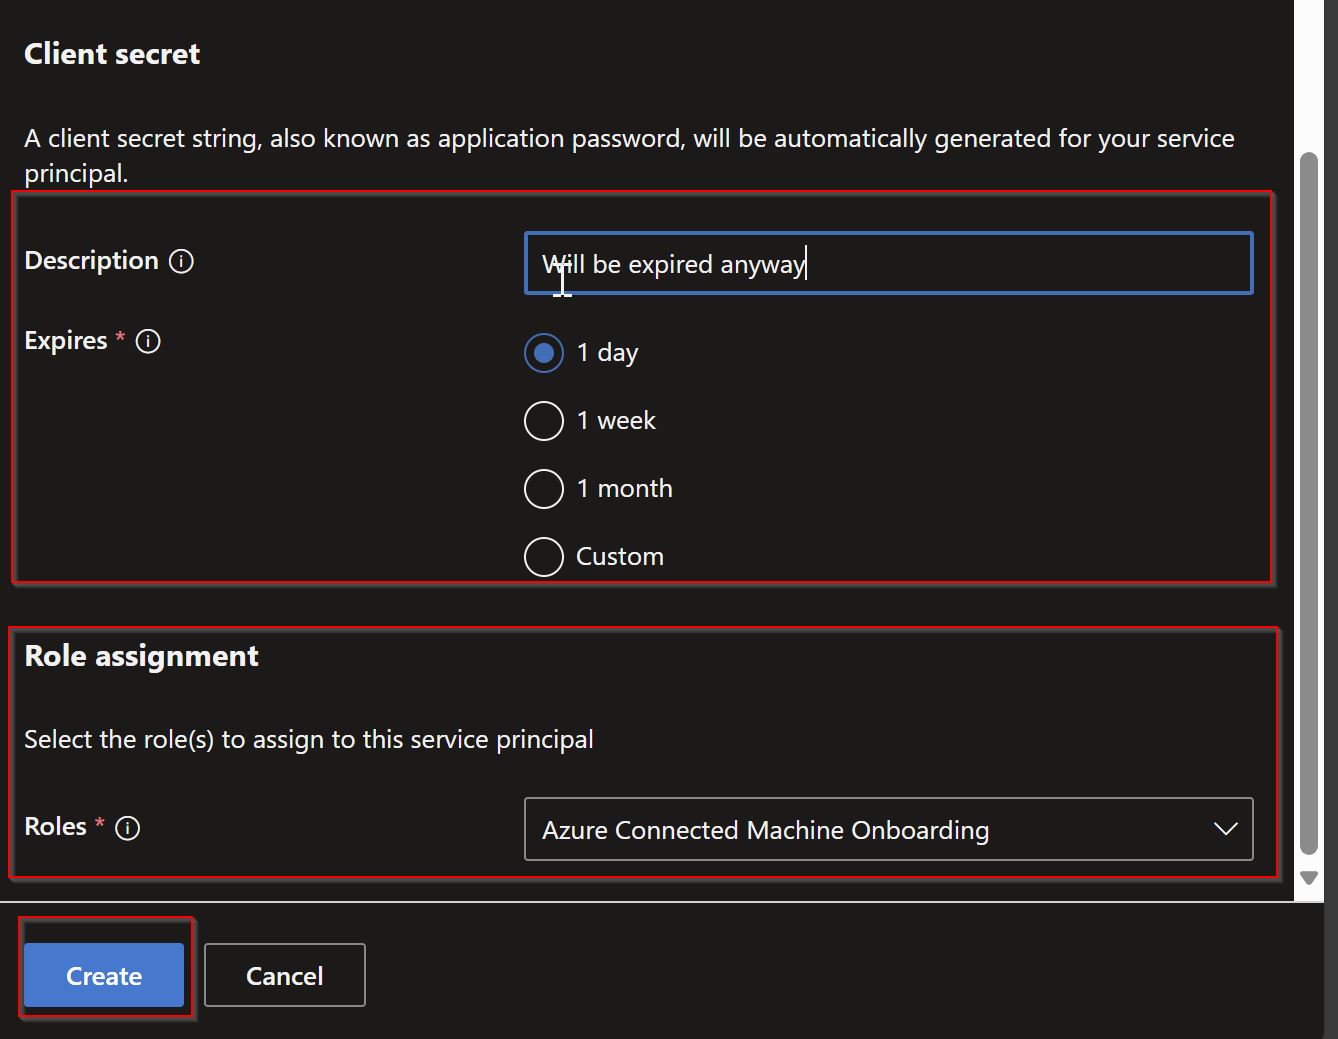 Client secret
A client secret string, also known as application password, will be automatically generated for your service
principal.
Description
Will be expired anyway
Expires *
1 day
1 week
1 month
Custom
Role assignment
Select the role(s) to assign to this service principal
Roles *
Azure Connected Machine Onboarding
Create
Cancel